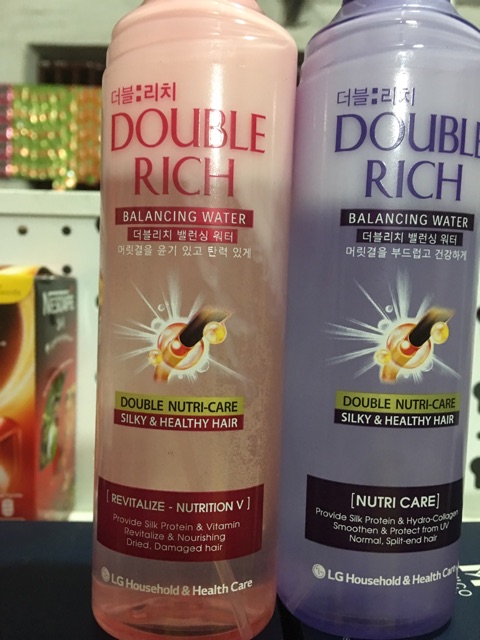 더블:리치
DOUBLE
RICH
BALANCING WATER
더블리치 밸런싱 워터
머릿결을 윤기 있고 탄력 있게
DOUBLE NUTRI-CARE
SILKY & HEALTHY HAIR
[ REVITALIZE - NUTRITION V ]
Provide Silk Protein & Vitamin
Revitalize & Nourishing
Dried, Damaged hair
LG Household & Health Care
더블:리치
DOUBLE
RICH
BALANCING WATER
더블리치 밸런싱 워터
머릿결을 부드럽고 건강하게
DOUBLE NUTRI-CARE
SILKY & HEALTHY HAIR
[NUTRI CARE]
Provide Silk Protein & Hydro-Collagen
Smoothen & Protect from UV
Normal, Split-end hair
LG Household & Health Care
NESCAFE